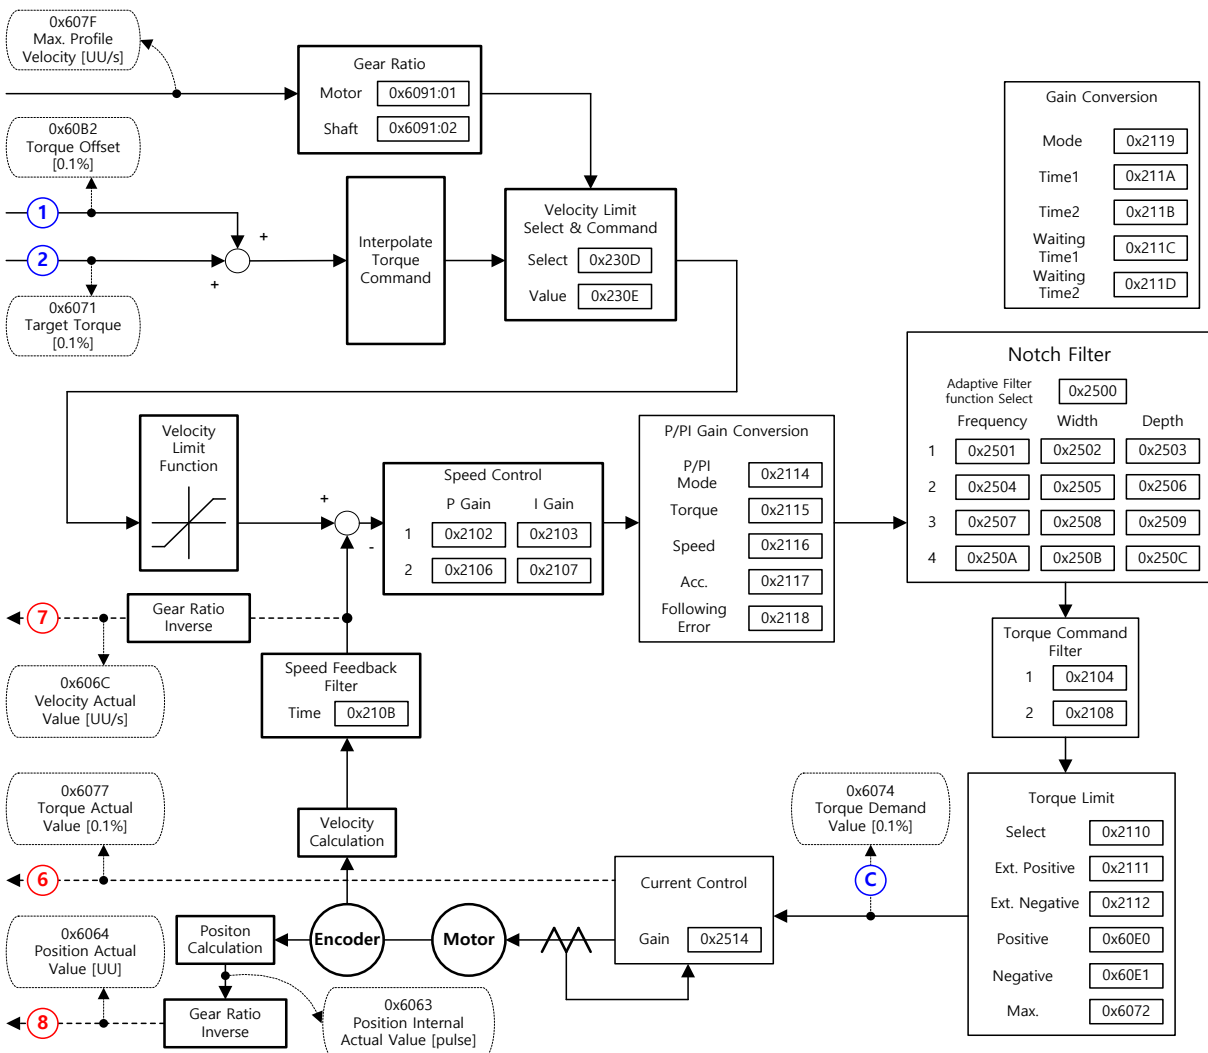 0x607F
Max. Profile
Velocity [UU/s]
Gear Ratio
Motor 0x6091:01
Shaft 0x6091:02
Gain Conversion
Mode 0x2119
Time1 0x211A
Time2 0x211B
Waiting
Time1 0x211C
Waiting
Time2 0x211D
0x60B2
Torque Offset
[0.1%]
1
+
2
+
0x6071
Target Torque
[0.1%]
Interpolate
Torque
Command
Velocity Limit
Select & Command
Select 0x230D
Value 0x230E
Notch Filter
Adaptive Filter
function Select 0x2500
Frequency Width Depth
1 0x2501 0x2502 0x2503
2 0x2504 0x2505 0x2506
3 0x2507 0x2508 0x2509
4 0x250A 0x250B 0x250C
Velocity
Limit
Function
+
-
Speed Control
P Gain I Gain
1 0x2102 0x2103
2 0x2106 0x2107
P/PI Gain Conversion
P/PI
Mode 0x2114
Torque 0x2115
Speed 0x2116
Acc. 0x2117
Following
Error 0x2118
7
Gear Ratio
Inverse
0x606C
Velocity Actual
Value [UU/s]
Speed Feedback
Filter
Time 0x210B
Torque Command
Filter
1 0x2104
2 0x2108
0x6077
Torque Actual
Value [0.1%]
Velocity
Calculation
0x6074
Torque Demand
Value [0.1%]
Torque Limit
Select 0x2110
Ext. Positive 0x2111
Ext. Negative 0x2112
Positive 0x60E0
Negative 0x60E1
Max. 0x6072
6
C
Current Control
Gain 0x2514
0x6064
Position Actual
Value [UU]
Positon
Calculation
Encoder
Motor
8
Gear Ratio
Inverse
0x6063
Position Internal
Actual Value [pulse]